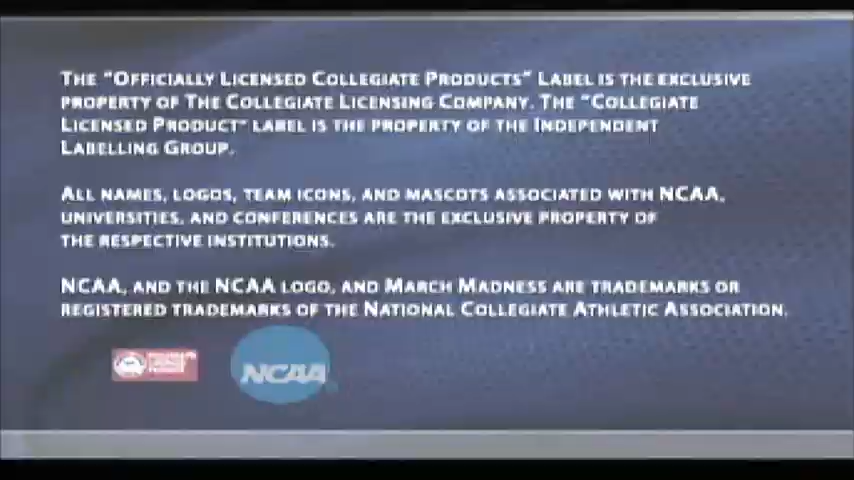 THE "OFFICIALLY LICENSED COLLEGIATE PRODUCTS" LABEL IS THE EXCLUSIVE
PROPERTY OF THE COLLEGIATE LICENSING COMPANY. THE "COLLEGIATE
LICENSED PRODUCT" LABEL IS THE PROPERTY OF THE INDEPENDENT
LABELLING GROUP.
ALL NAMES, LOGOS, TEAM ICONS, AND MASCOTS ASSOCIATED WITH NCAA,
UNIVERSITIES, AND CONFERENCES ARE THE EXCLUSIVE PROPERTY OF
THE RESPECTIVE INSTITUTIONS.
NCAA, AND THE NCAA LOGO, AND MARCH MADNESS ARE TRADEMARKS OR
REGISTERED TRADEMARKS OF THE NATIONAL COLLEGIATE ATHLETIC ASSOCIATION.
NCAA